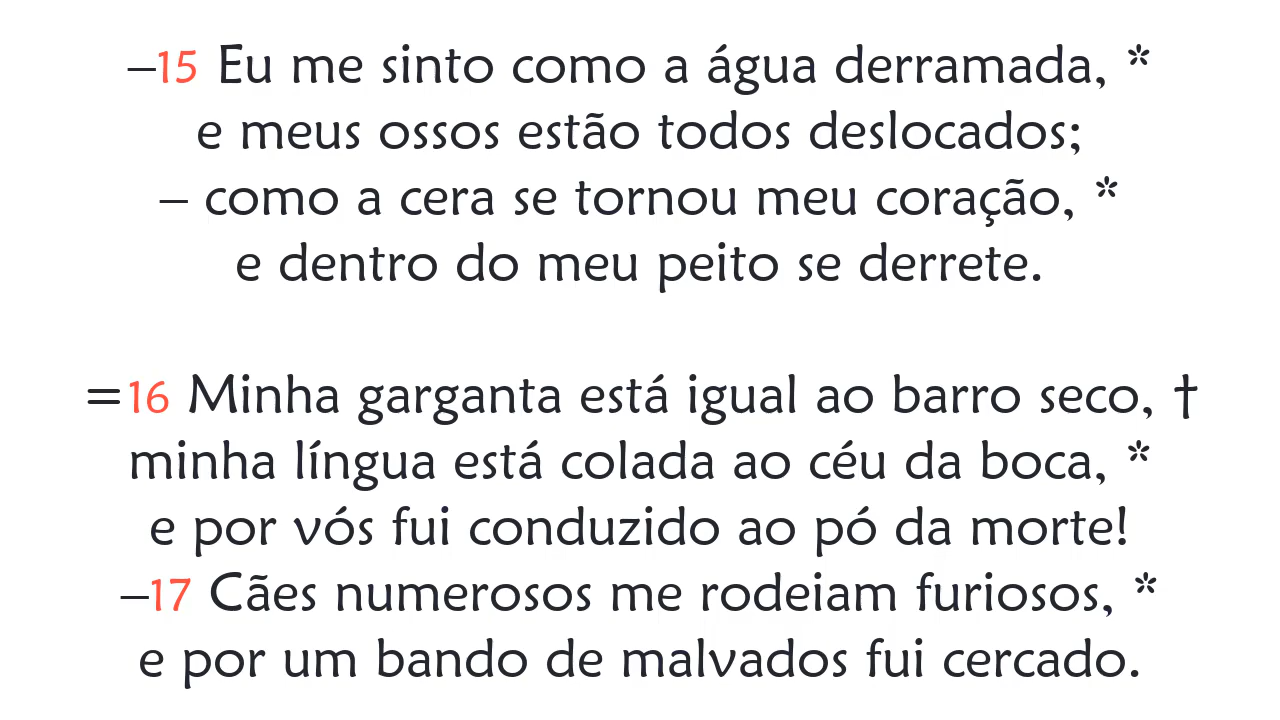 –15 Eu me sinto como a água derramada, *
e meus ossos estão todos deslocados;
– como a cera se tornou meu coração, *
e dentro do meu peito se derrete.
=16 Minha garganta está igual ao barro seco, †
minha língua está colada ao céu da boca, *
e por vós fui conduzido ao pó da morte!
–17 Cães numerosos me rodeiam furiosos, *
e por um bando de malvados fui cercado.